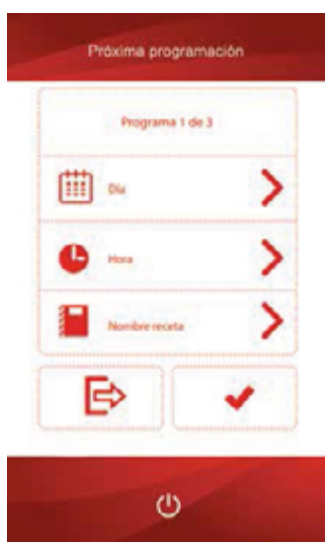 Próxima programación
Programa 1 de 3
Día
Hora
Nombre receta